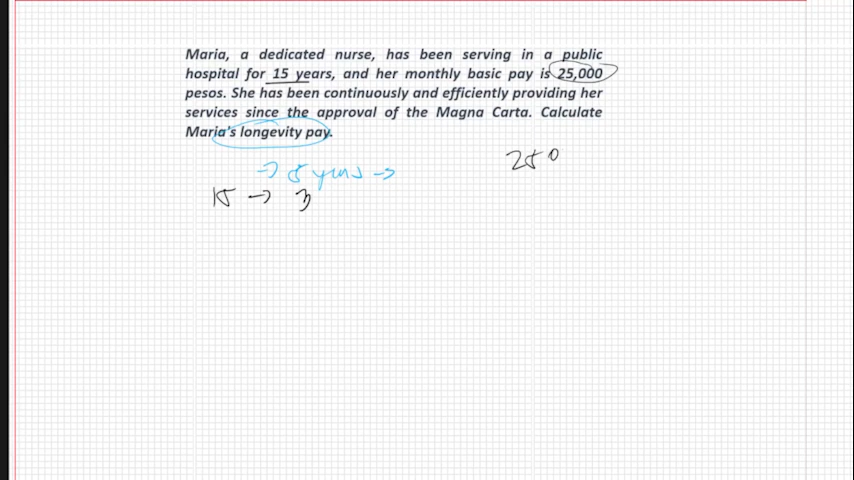 Maria, a dedicated nurse, has been serving in a public
hospital for 15 years, and her monthly basic pay is 25,000
pesos. She has been continuously and efficiently providing her
services since the approval of the Magna Carta. Calculate
Maria's longevity pay.
250
→ 5 years →
15 → 3